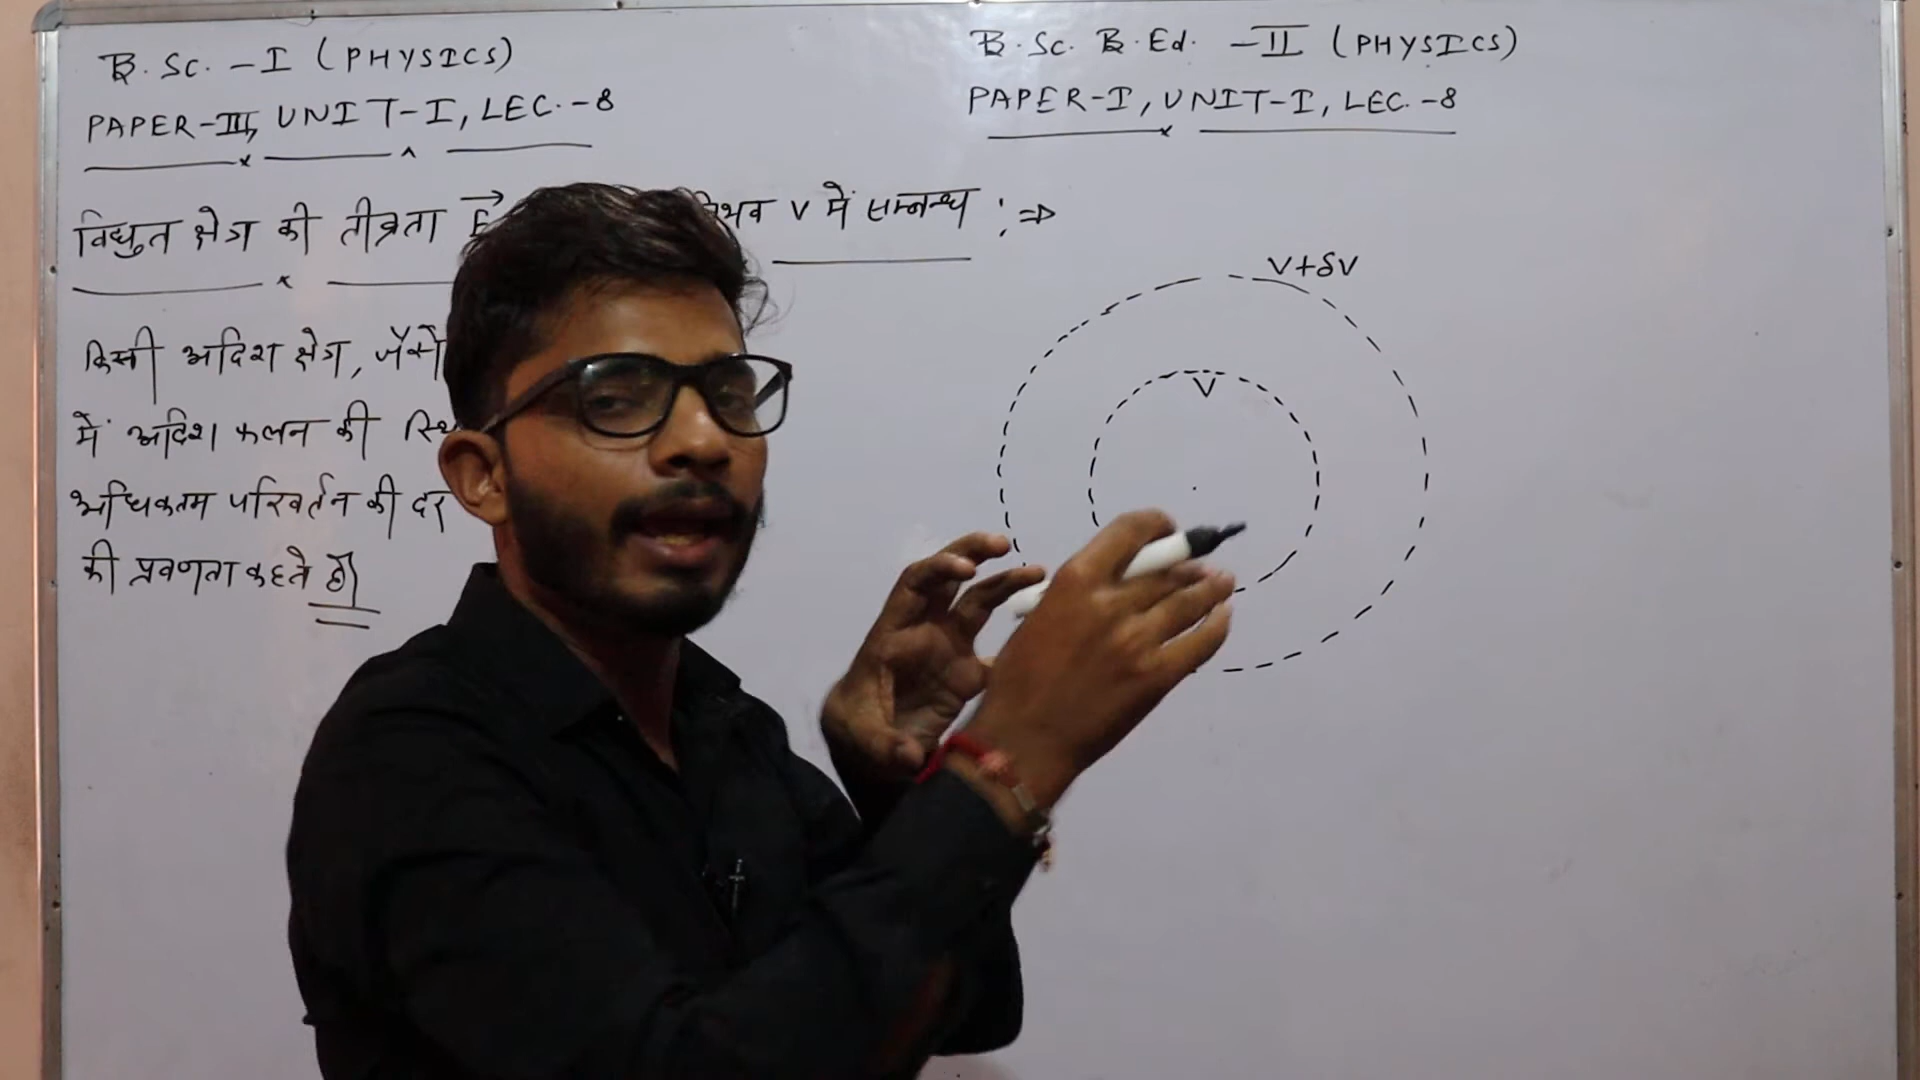 B.Sc. -I (PHYSICS)
PAPER-III, UNIT-I, LEC.-8
B.Sc. B.Ed. -II (PHYSICS)
PAPER-I, UNIT-I, LEC.-8
विद्युत क्षेत्र की तीव्रता E V में सम्बन्ध :⇒
किसी अदिश क्षेत्र, जैसे
में अदिश फलन की
अधिकतम परिवर्तन की दर
की प्रवणता कहते हैं।
V+δV
V